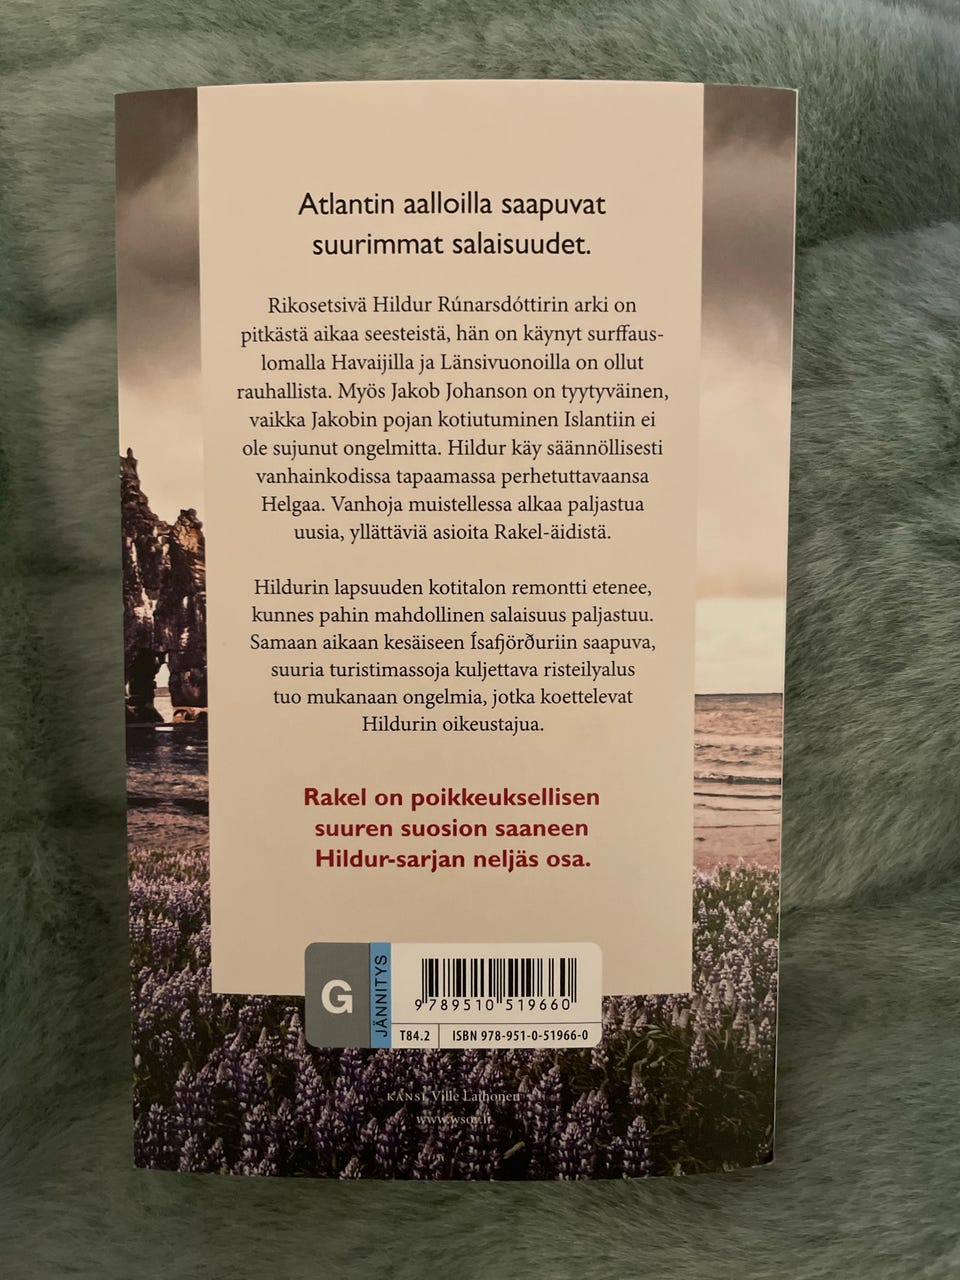 Atlantin aalloilla saapuvat
suurimmat salaisuudet.
Rikosetsivä Hildur Rúnarsdóttirin arki on
pitkästä aikaa seesteistä, hän on käynyt surffaus-
lomalla Havaijilla ja Länsivuonoilla on ollut
rauhallista. Myös Jakob Johanson on tyytyväinen,
vaikka Jakobin pojan kotiutuminen Islantiin ei
ole sujunut ongelmitta. Hildur käy säännöllisesti
vanhainkodissa tapaamassa perhetuttavaansa
Helgaa. Vanhoja muistellessa alkaa paljastua
uusia, yllättäviä asioita Rakel-äidistä.
Hildurin lapsuuden kotitalon remontti etenee,
kunnes pahin mahdollinen salaisuus paljastuu.
Samaan aikaan kesäiseen Ísafjörðuriin saapuva,
suuria turistimassoja kuljettava risteilyalus
tuo mukanaan ongelmia, jotka koettelevat
Hildurin oikeustajua.
Rakel on poikkeuksellisen
suuren suosion saaneen
Hildur-sarjan neljäs osa.
G
JÄNNITYS
9 789510 519660
T84.2
ISBN 978-951-0-51966-0
KANSI Ville Laihonen
www.wsoy.fi